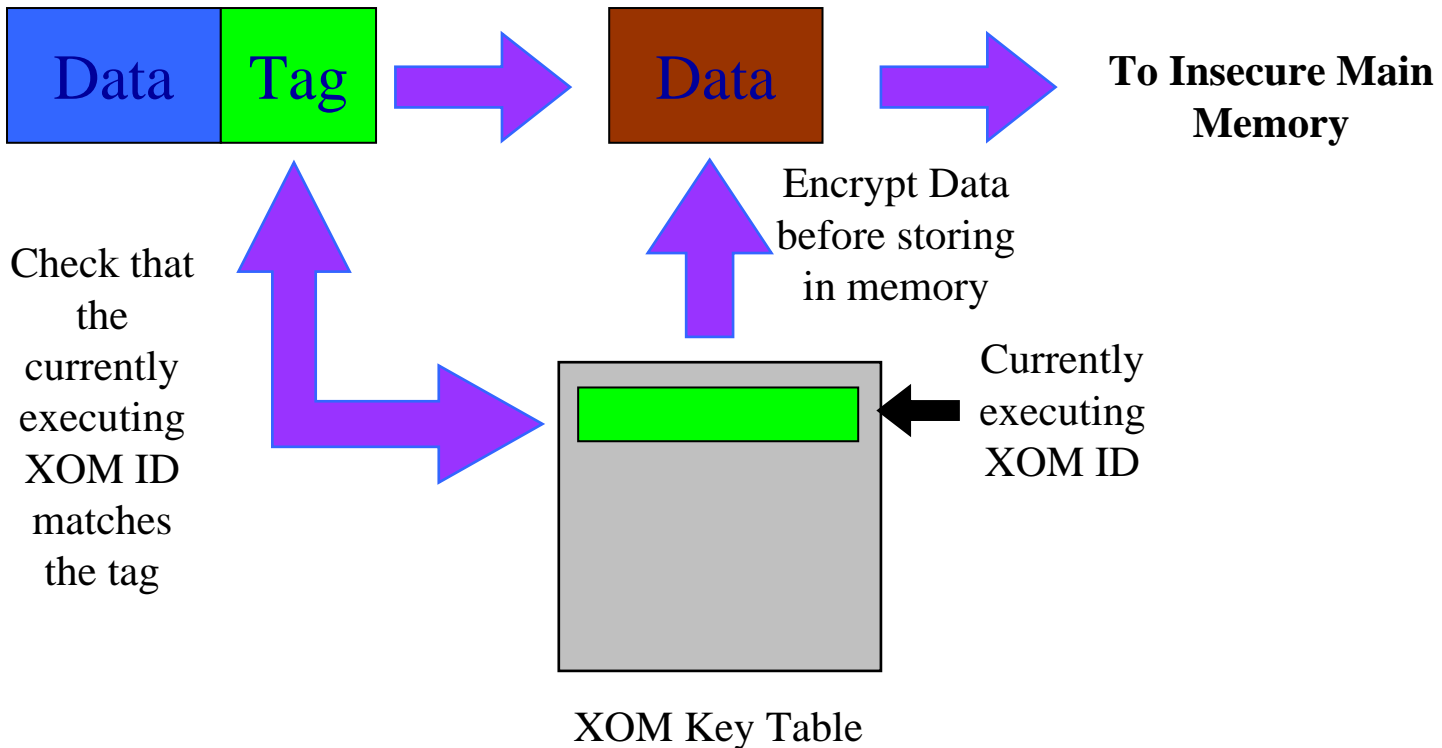 Data
Tag
Data
To Insecure Main
Memory
Encrypt Data
before storing
in memory
Check that
the
currently
executing
XOM ID
matches
the tag
Currently
executing
XOM ID
XOM Key Table